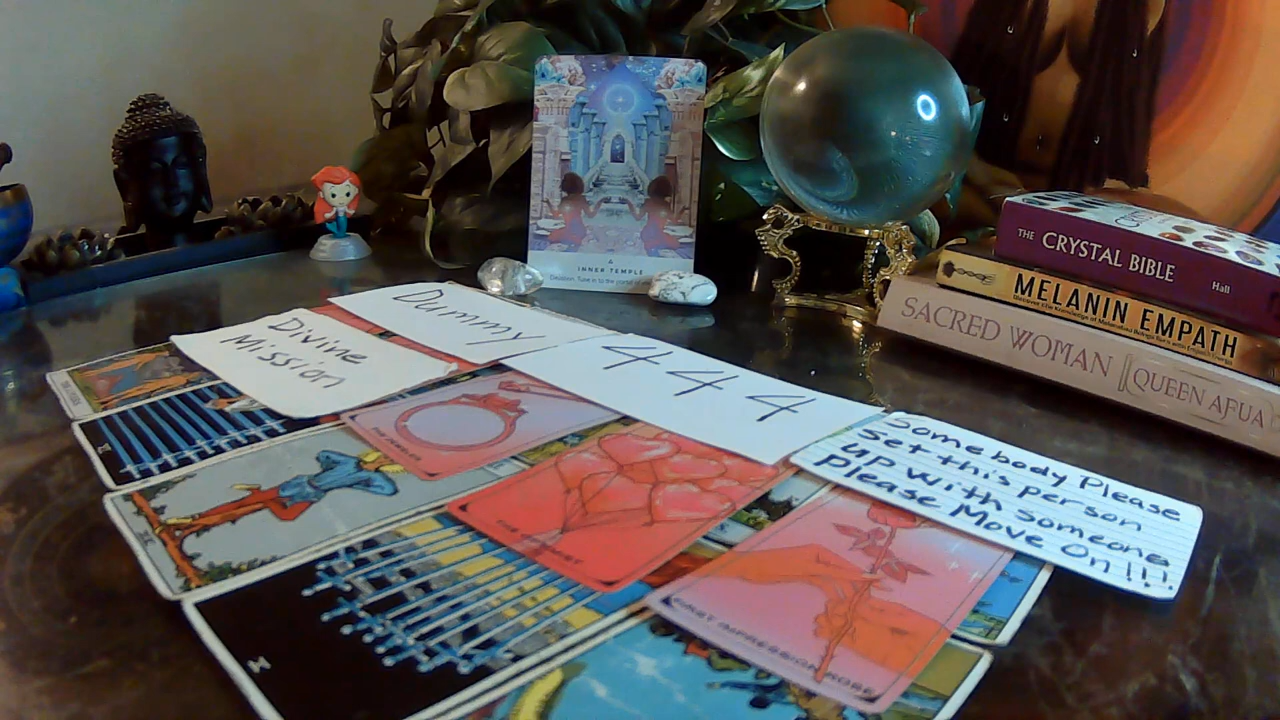 INNER TEMPLE
THE CRYSTAL BIBLE Hall
MELANIN EMPATH
SACRED WOMAN QUEEN AFUA
Dummy
Divine
Mission
444
Somebody Please
set this person
up with someone
Please Move On!!!
X